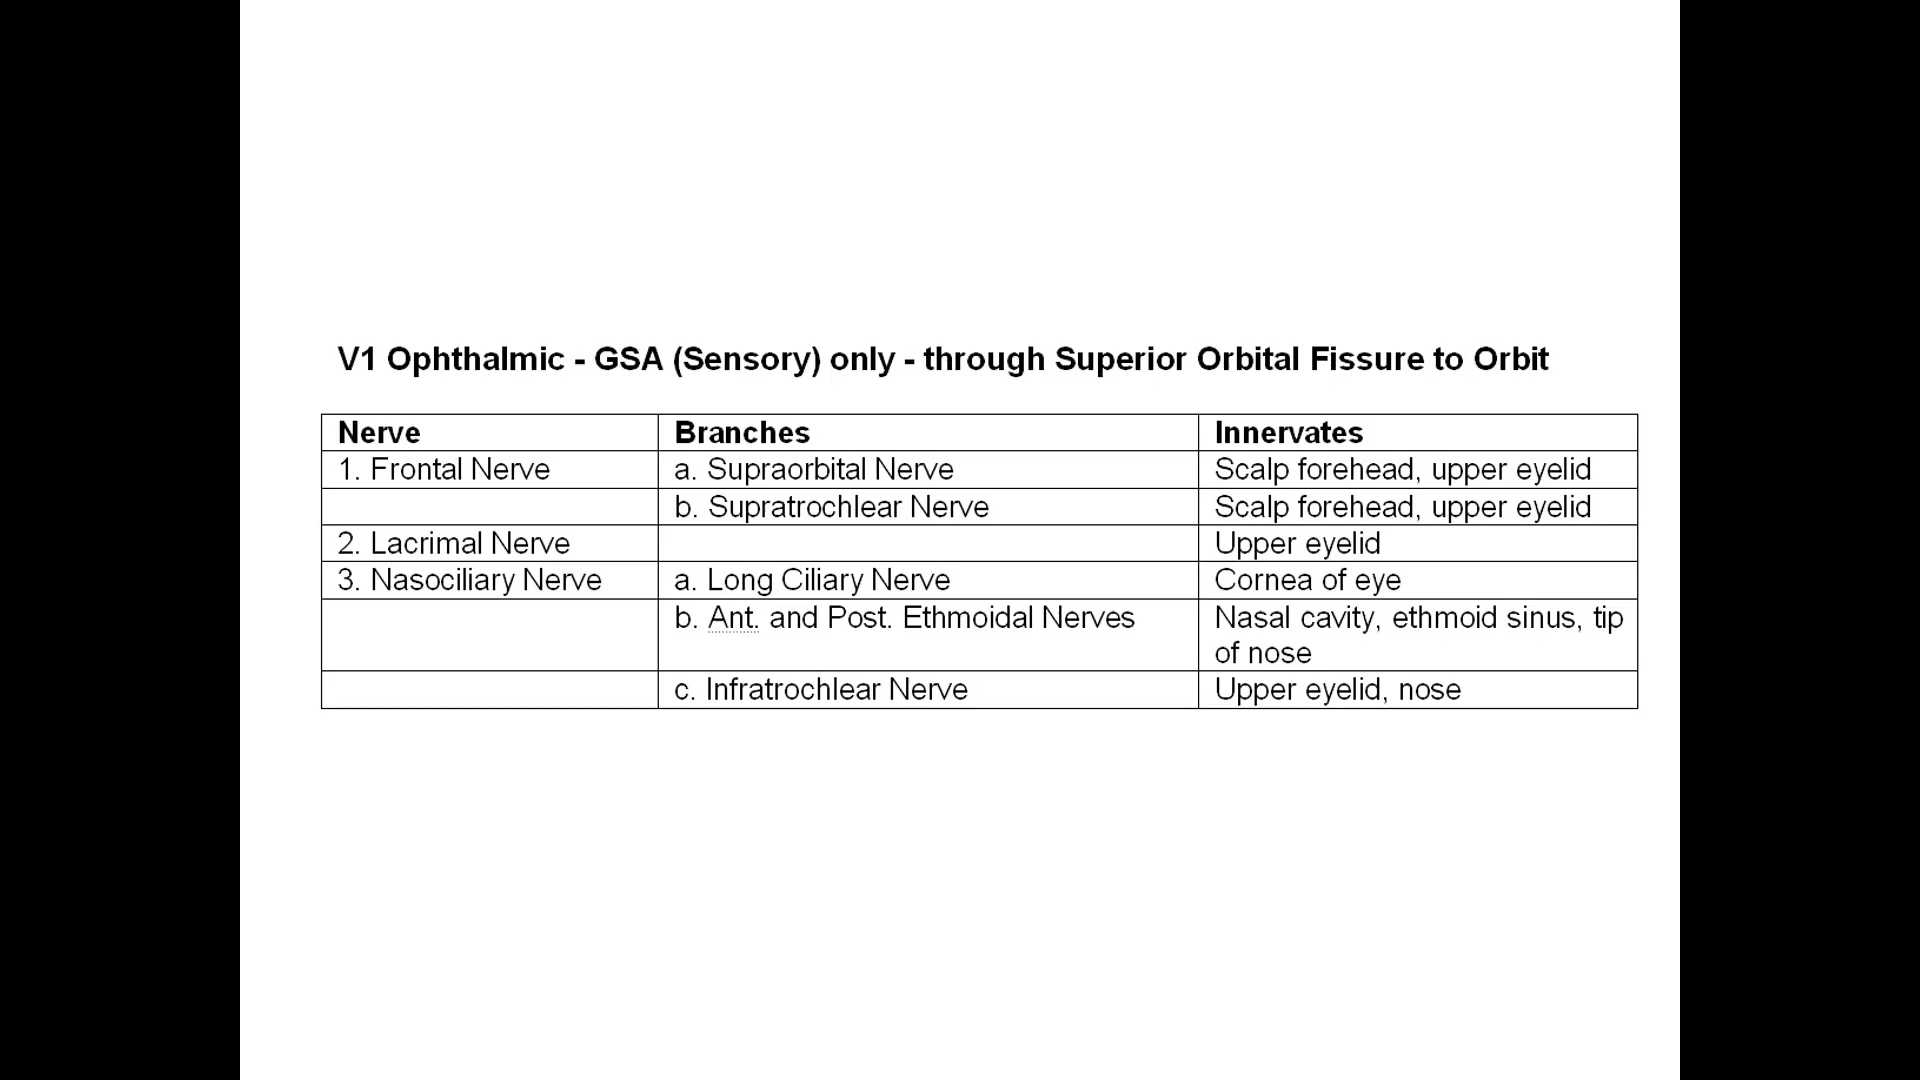 V1 Ophthalmic - GSA (Sensory) only - through Superior Orbital Fissure to Orbit
Nerve Branches Innervates
1. Frontal Nerve a. Supraorbital Nerve Scalp forehead, upper eyelid
b. Supratrochlear Nerve Scalp forehead, upper eyelid
2. Lacrimal Nerve Upper eyelid
3. Nasociliary Nerve a. Long Ciliary Nerve Cornea of eye
b. Ant. and Post. Ethmoidal Nerves Nasal cavity, ethmoid sinus, tip
of nose
c. Infratrochlear Nerve Upper eyelid, nose